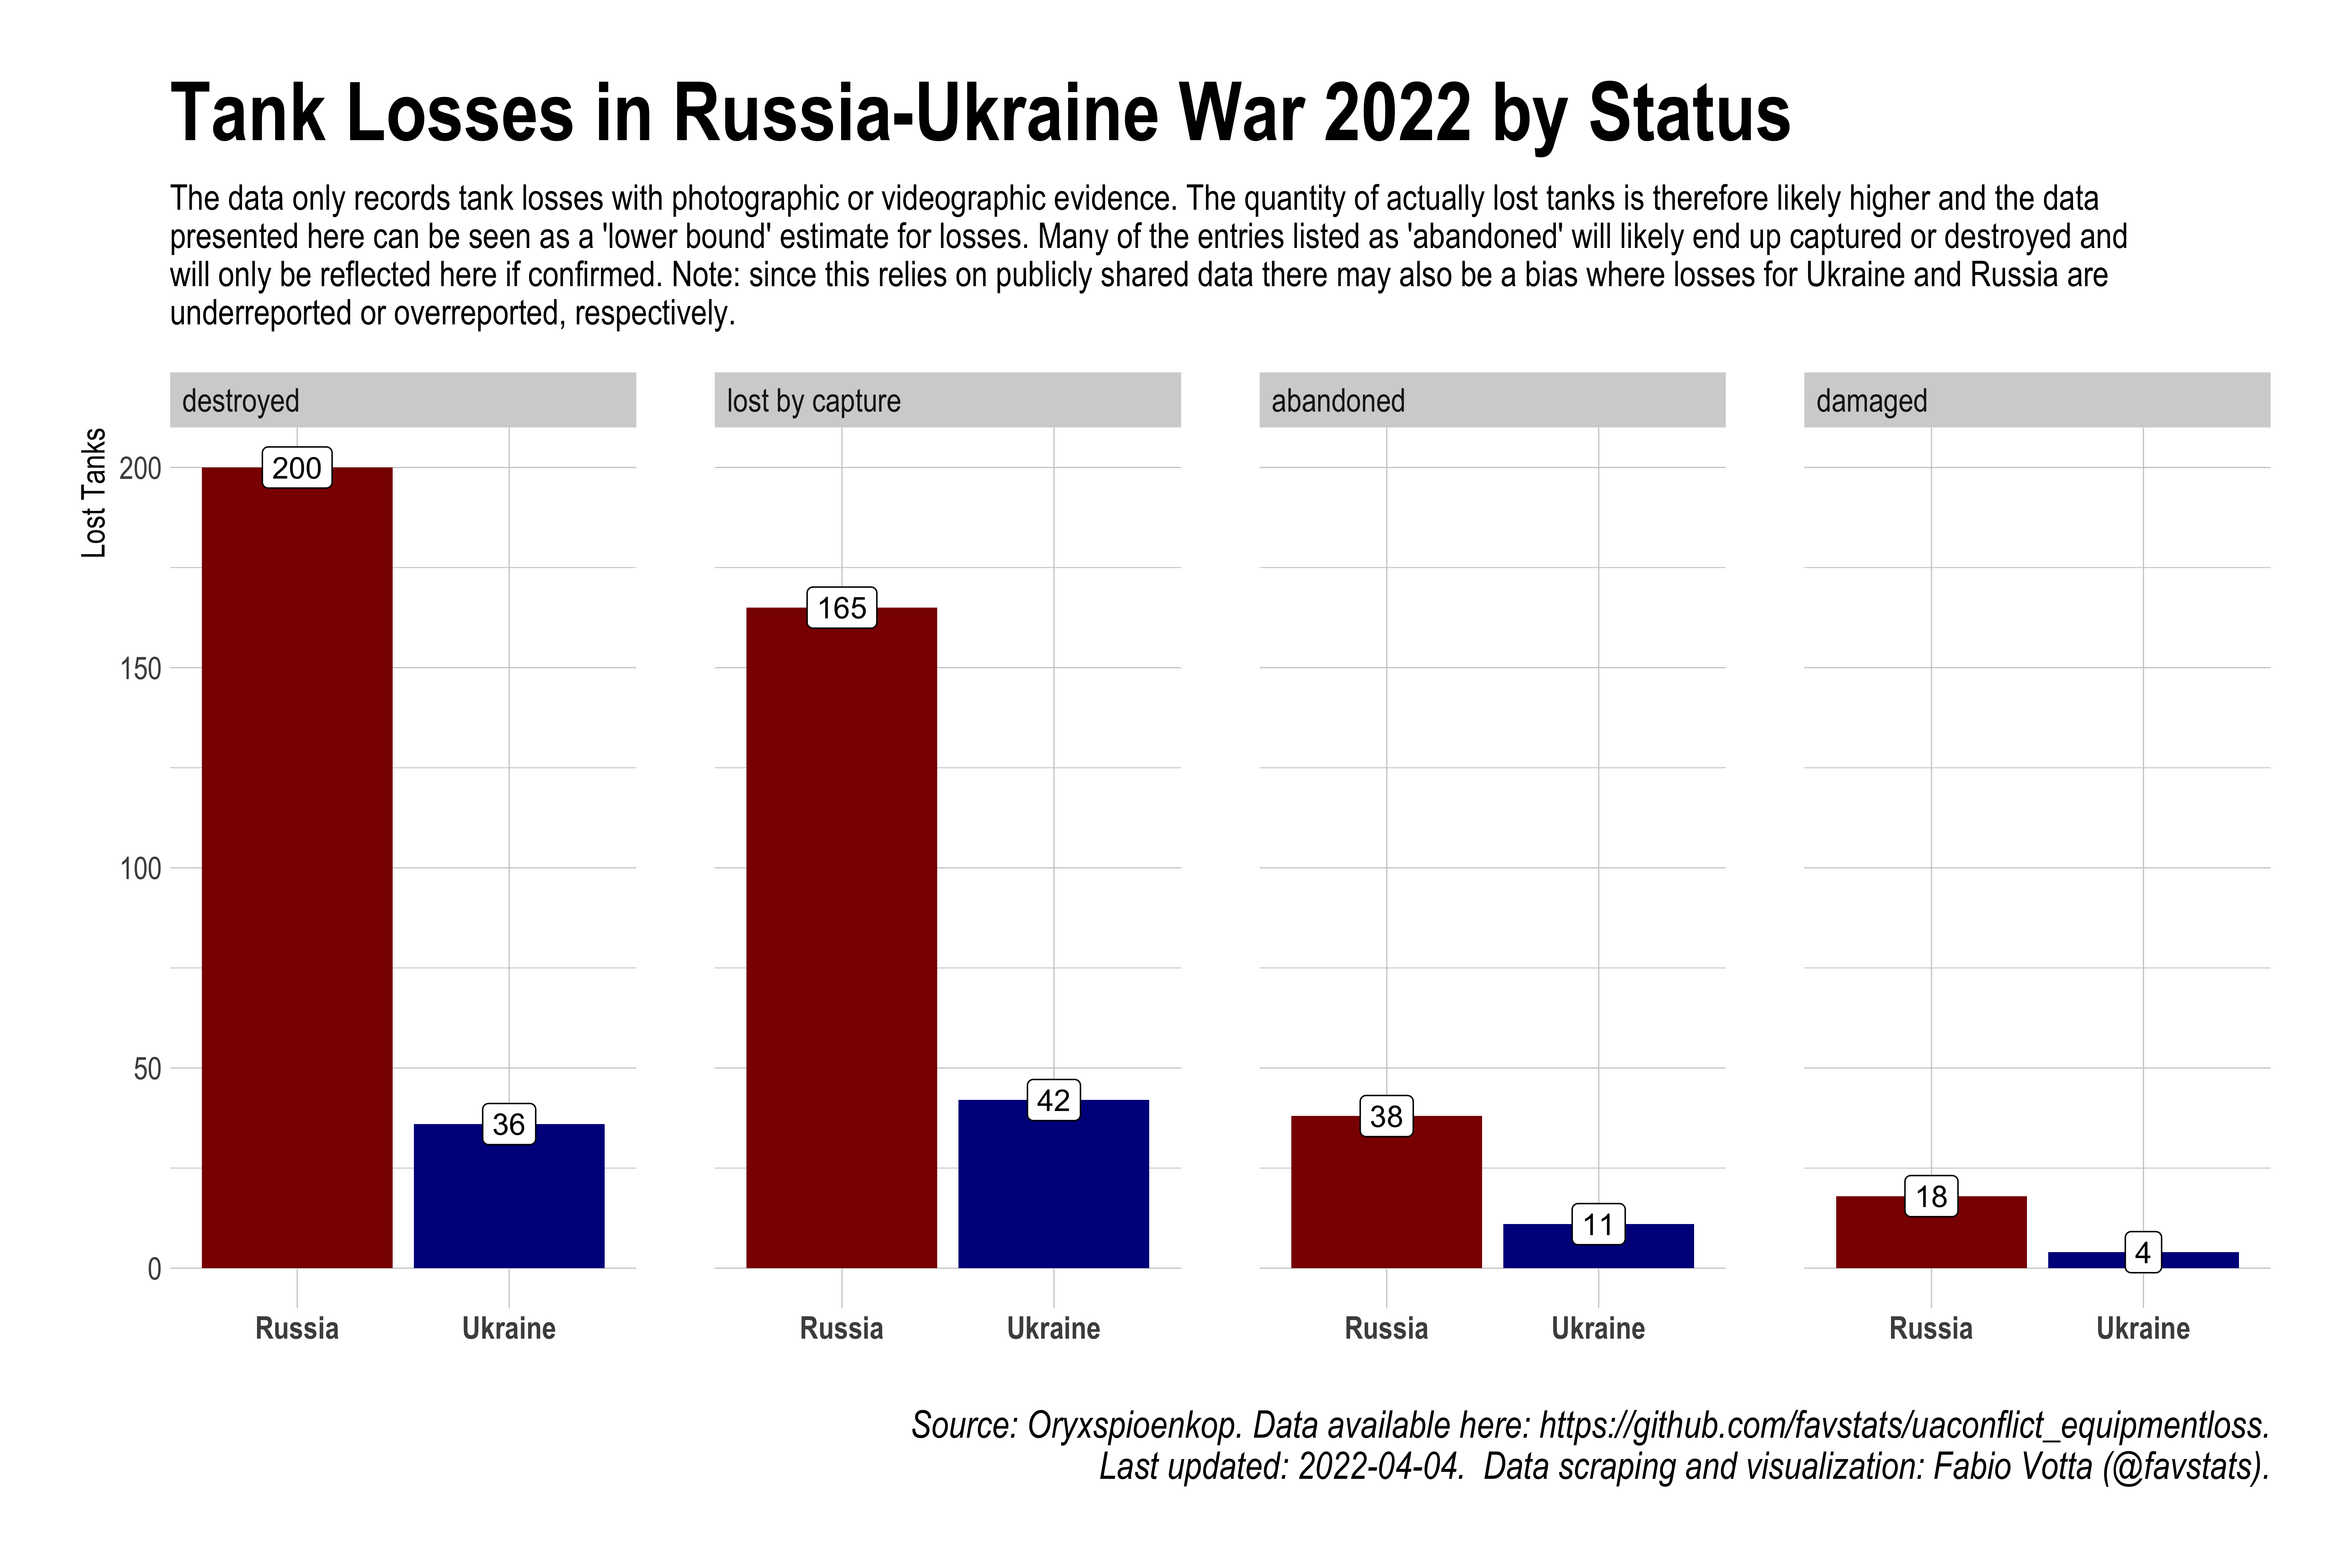 Tank Losses in Russia-Ukraine War 2022 by Status
The data only records tank losses with photographic or videographic evidence. The quantity of actually lost tanks is therefore likely higher and the data
presented here can be seen as a 'lower bound' estimate for losses. Many of the entries listed as 'abandoned' will likely end up captured or destroyed and
will only be reflected here if confirmed. Note: since this relies on publicly shared data there may also be a bias where losses for Ukraine and Russia are
underreported or overreported, respectively.
destroyed
lost by capture
abandoned
damaged
Lost Tanks
200
150
100
50
0
200
36
165
42
38
11
18
4
Russia
Ukraine
Russia
Ukraine
Russia
Ukraine
Russia
Ukraine
Source: Oryxspioenkop. Data available here: https://github.com/favstats/uaconflict_equipmentloss.
Last updated: 2022-04-04.  Data scraping and visualization: Fabio Votta (@favstats).